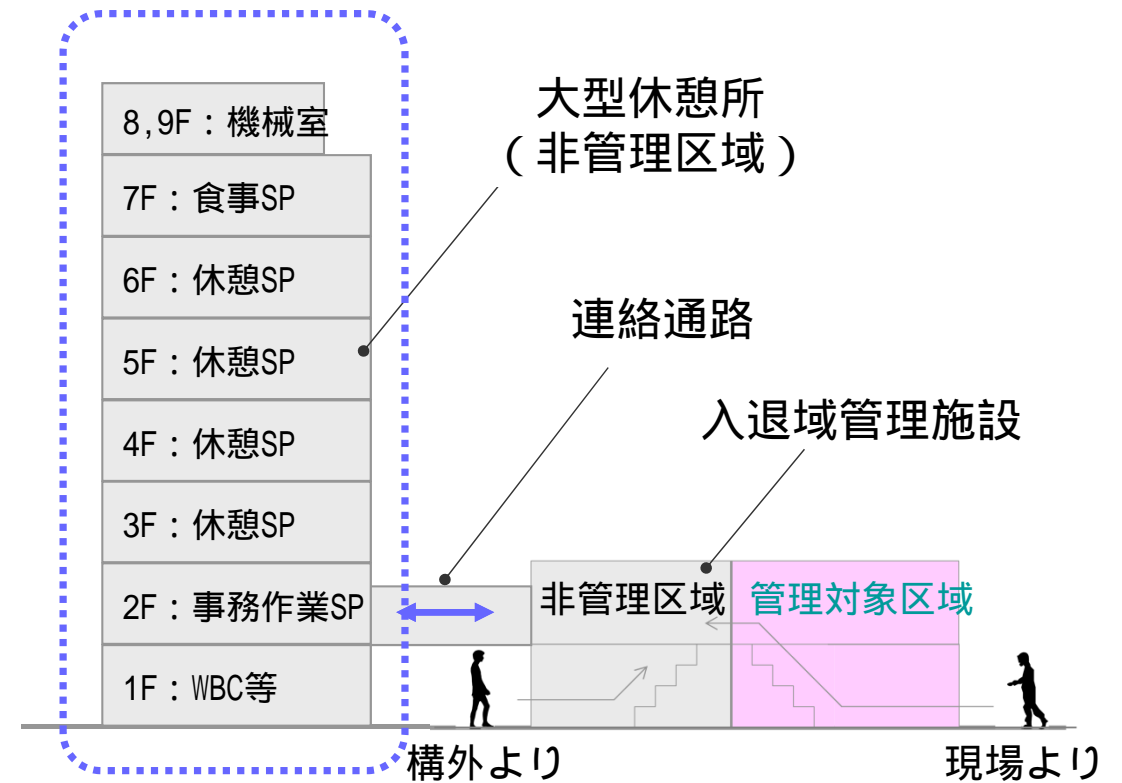 大型休憩所
（非管理区域）
8,9F：機械室
7F：食事SP
6F：休憩SP
5F：休憩SP
4F：休憩SP
3F：休憩SP
2F：事務作業SP
1F：WBC等
連絡通路
入退域管理施設
非管理区域
管理対象区域
構外より
現場より